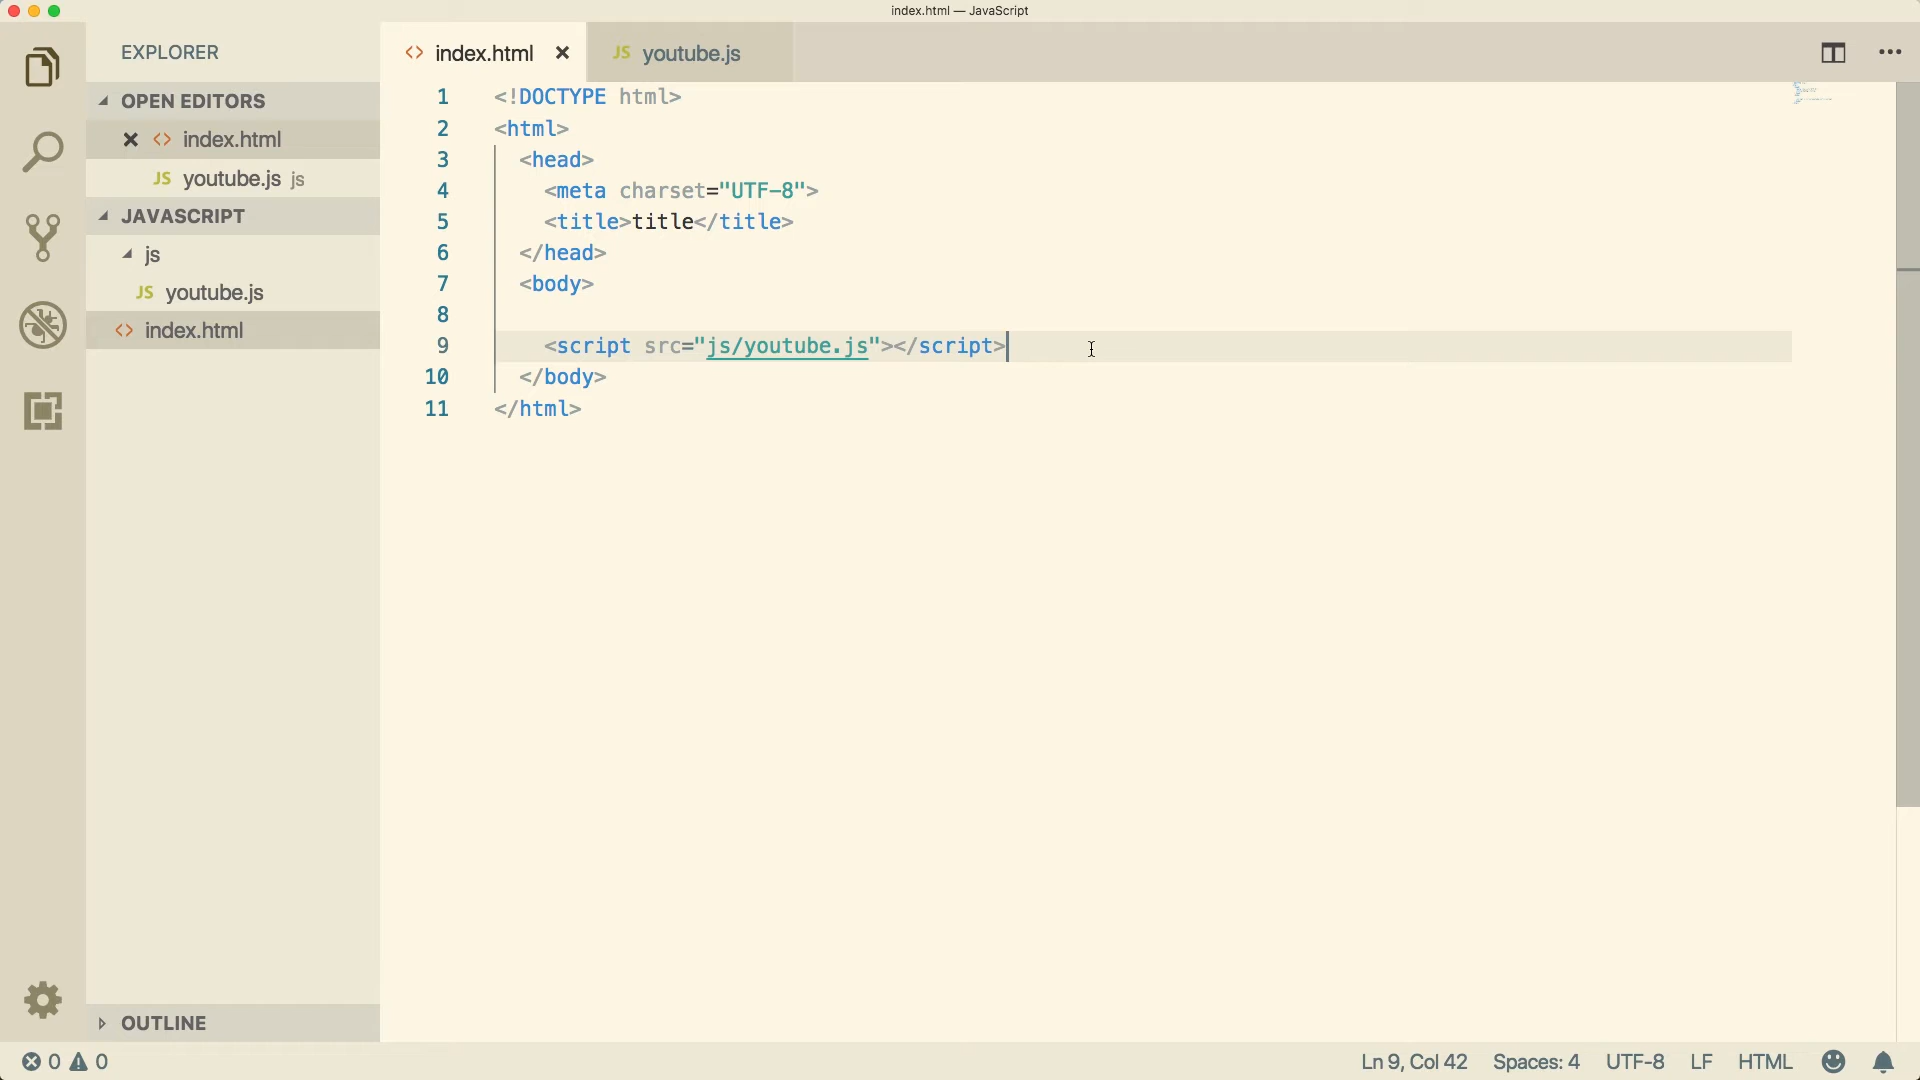 index.html — JavaScript
EXPLORER
OPEN EDITORS
<> index.html
JS youtube.js js
JAVASCRIPT
js
JS youtube.js
<> index.html
OUTLINE
<> index.html
JS youtube.js
1 <!DOCTYPE html>
2 <html>
3 <head>
4 <meta charset="UTF-8">
5 <title>title</title>
6 </head>
7 <body>
8
9 <script src="js/youtube.js"></script>
10 </body>
11 </html>
0 0
Ln 9, Col 42 Spaces: 4 UTF-8 LF HTML